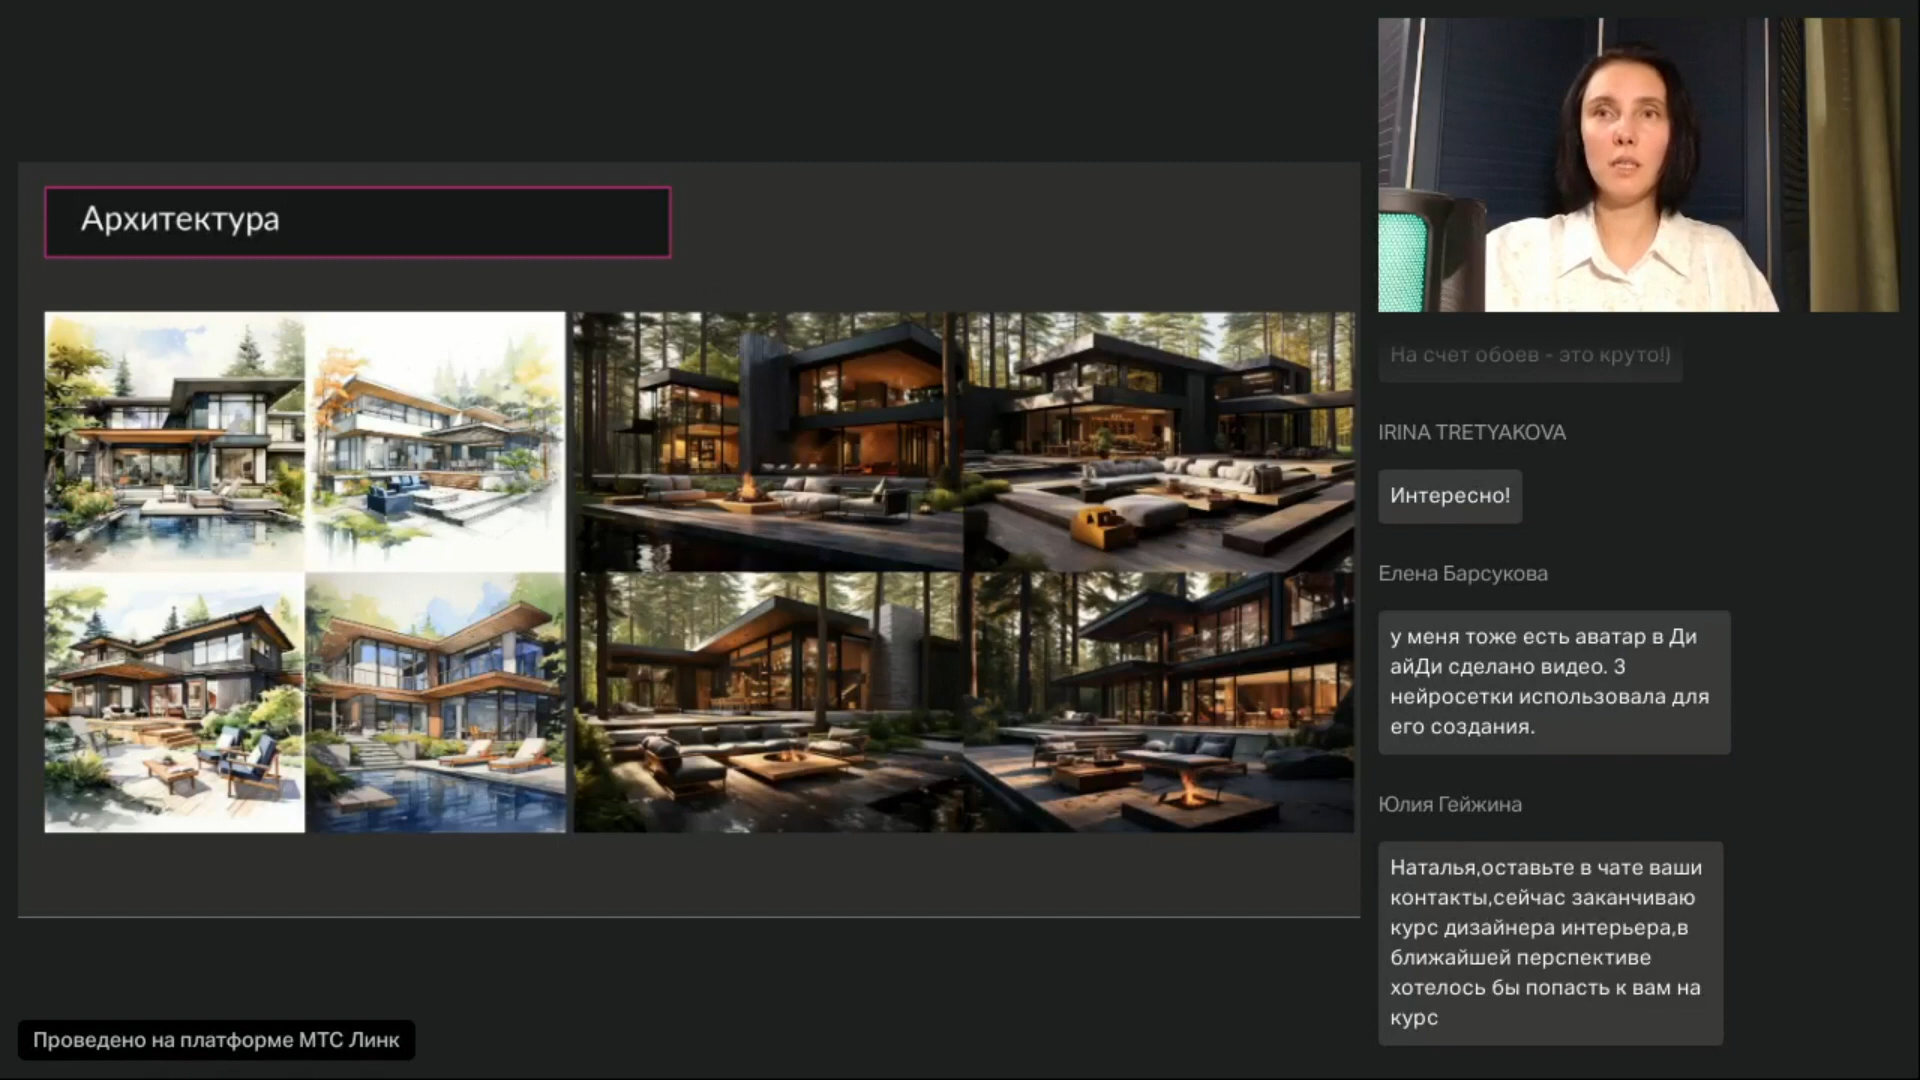 Архитектура
На счет обоев - это круто!)
IRINA TRETYAKOVA
Интересно!
Елена Барсукова
у меня тоже есть аватар в Ди
айДи сделано видео. 3
нейросетки использовала для
его создания.
Юлия Гейжина
Наталья,оставьте в чате ваши
контакты,сейчас заканчиваю
курс дизайнера интерьера,в
ближайшей перспективе
хотелось бы попасть к вам на
курс
Проведено на платформе МТС Линк